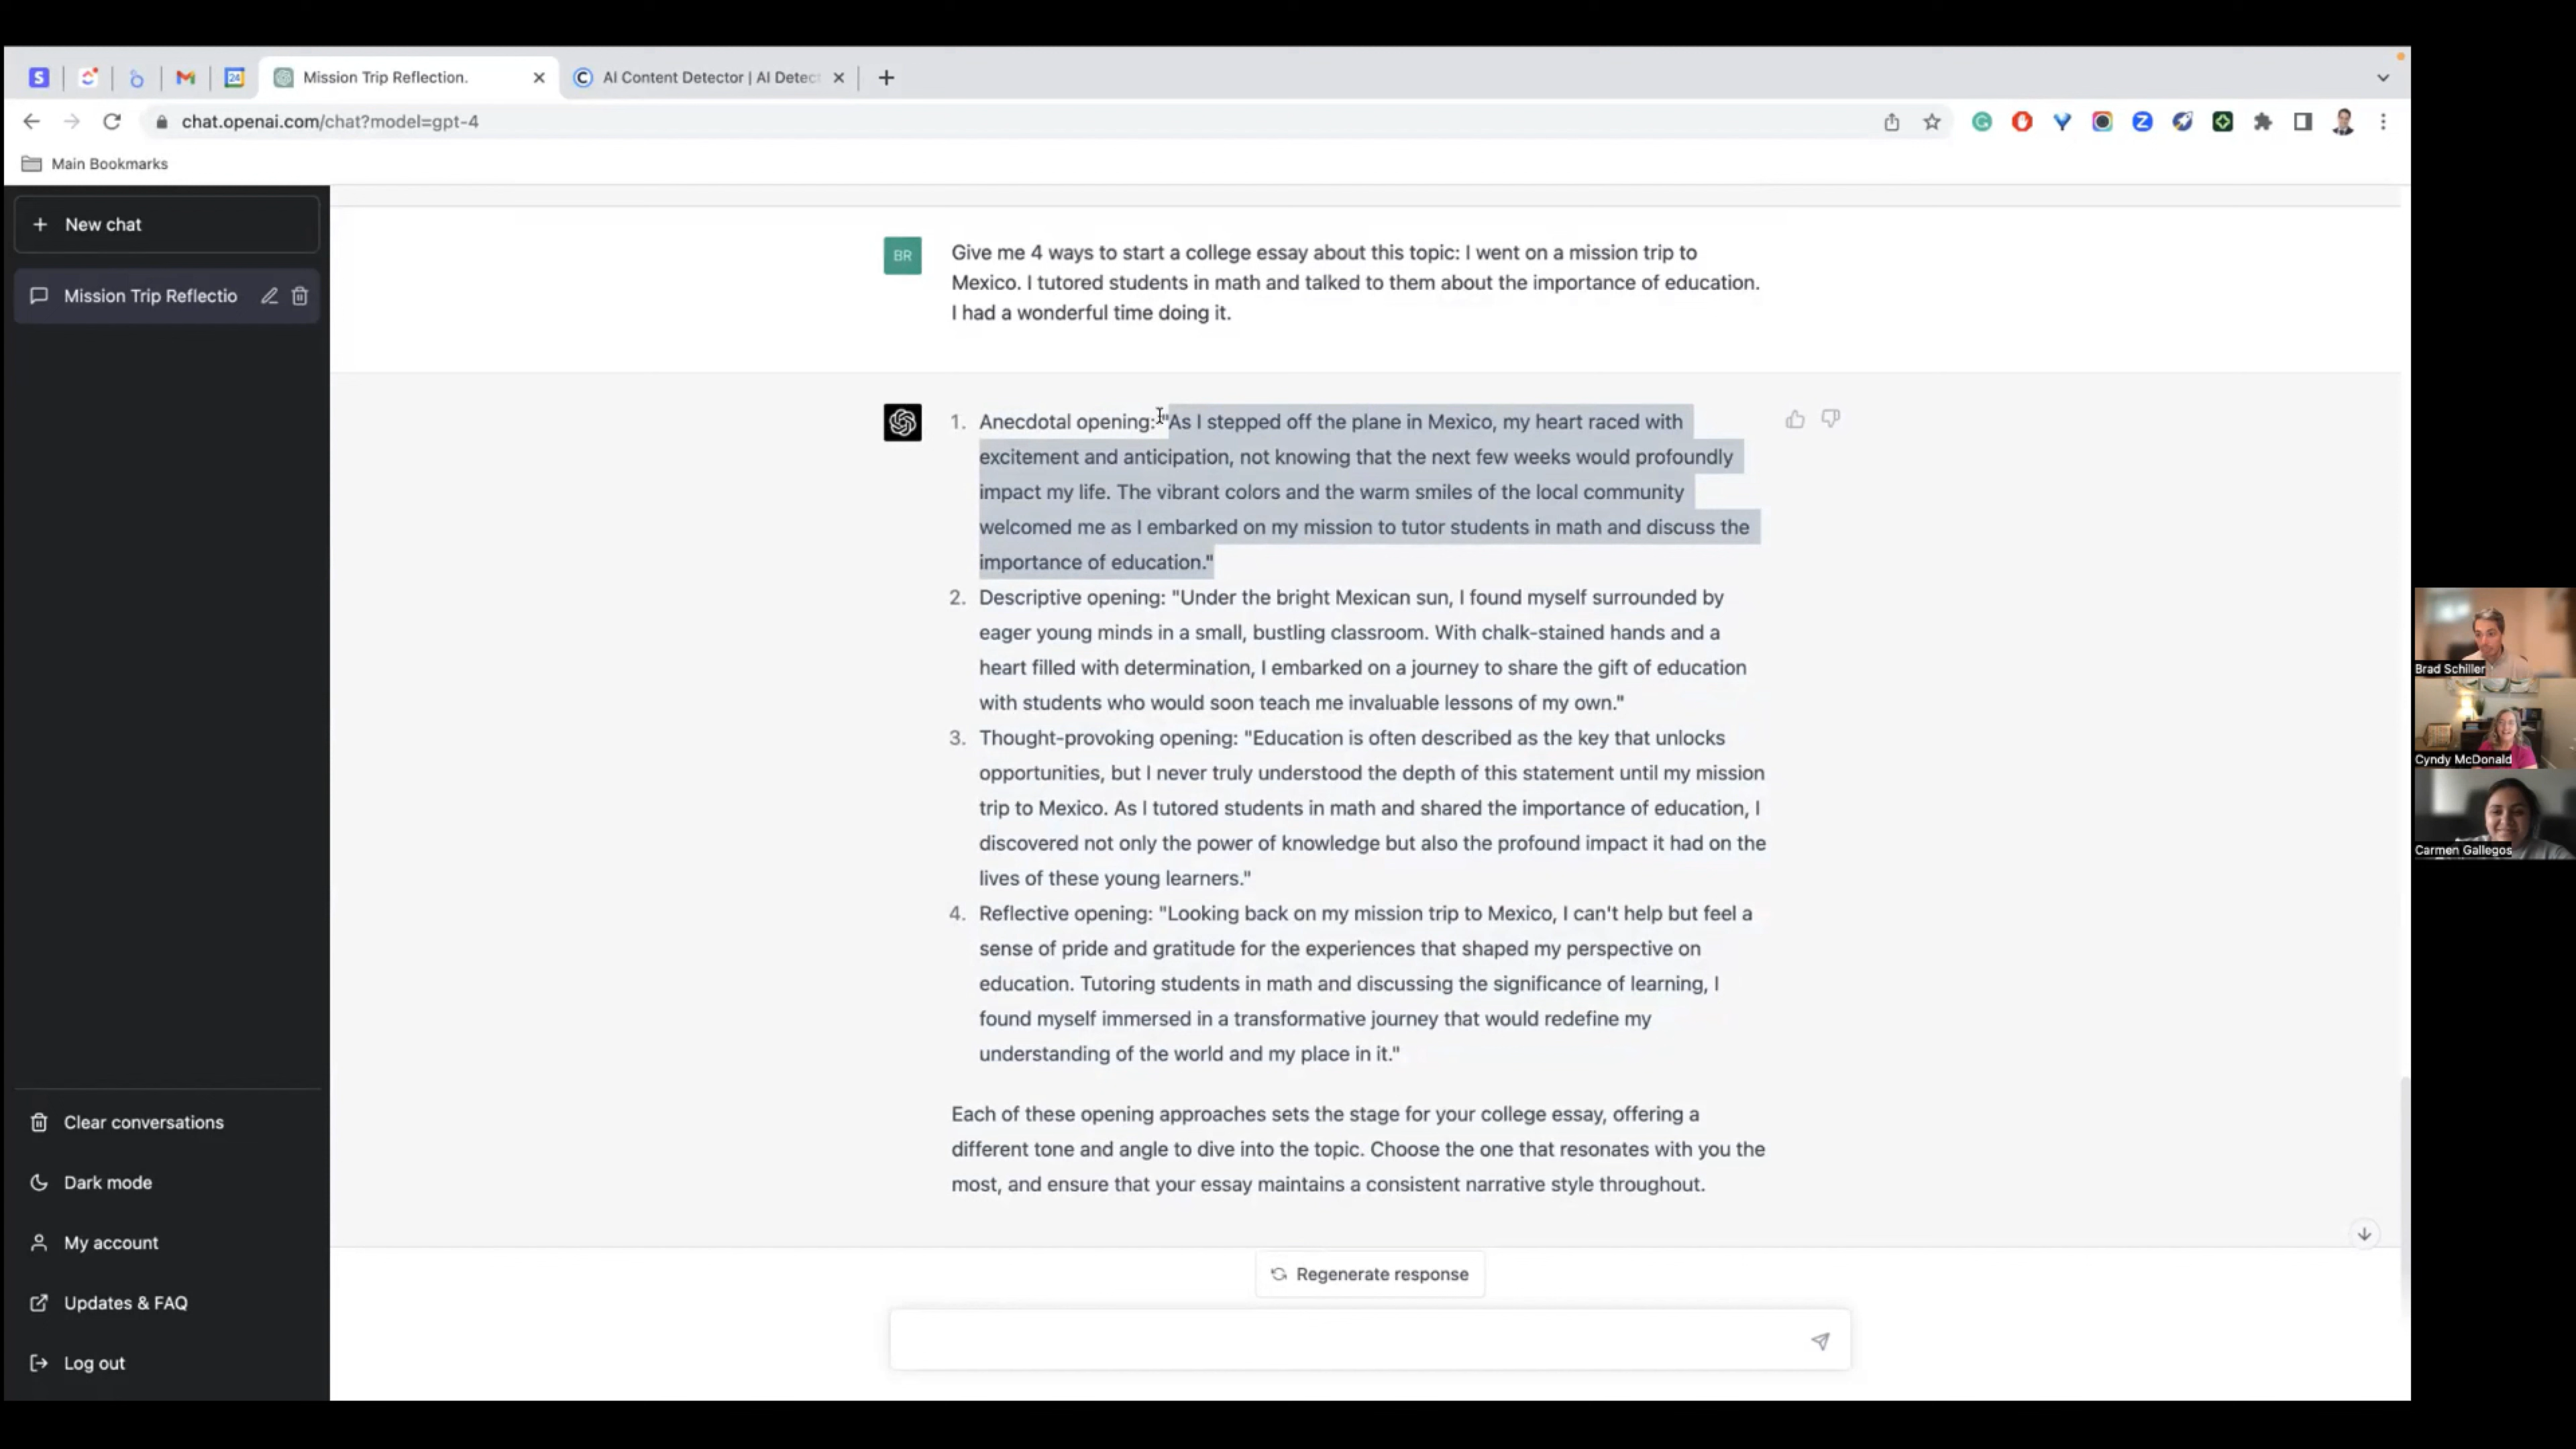 S
24
Mission Trip Reflection.
AI Content Detector | AI Detect
chat.openai.com/chat?model=gpt-4
Main Bookmarks
New chat
Mission Trip Reflectio
BR
Give me 4 ways to start a college essay about this topic: I went on a mission trip to
Mexico. I tutored students in math and talked to them about the importance of education.
I had a wonderful time doing it.
1. Anecdotal opening: "As I stepped off the plane in Mexico, my heart raced with
excitement and anticipation, not knowing that the next few weeks would profoundly
impact my life. The vibrant colors and the warm smiles of the local community
welcomed me as I embarked on my mission to tutor students in math and discuss the
importance of education."
2. Descriptive opening: "Under the bright Mexican sun, I found myself surrounded by
eager young minds in a small, bustling classroom. With chalk-stained hands and a
heart filled with determination, I embarked on a journey to share the gift of education
with students who would soon teach me invaluable lessons of my own."
3. Thought-provoking opening: "Education is often described as the key that unlocks
opportunities, but I never truly understood the depth of this statement until my mission
trip to Mexico. As I tutored students in math and shared the importance of education, I
discovered not only the power of knowledge but also the profound impact it had on the
lives of these young learners."
4. Reflective opening: "Looking back on my mission trip to Mexico, I can't help but feel a
sense of pride and gratitude for the experiences that shaped my perspective on
education. Tutoring students in math and discussing the significance of learning, I
found myself immersed in a transformative journey that would redefine my
understanding of the world and my place in it."
Each of these opening approaches sets the stage for your college essay, offering a
different tone and angle to dive into the topic. Choose the one that resonates with you the
most, and ensure that your essay maintains a consistent narrative style throughout.
Regenerate response
Clear conversations
Dark mode
My account
Updates & FAQ
Log out
Brad Schiller
Cyndy McDonald
Carmen Gallegos